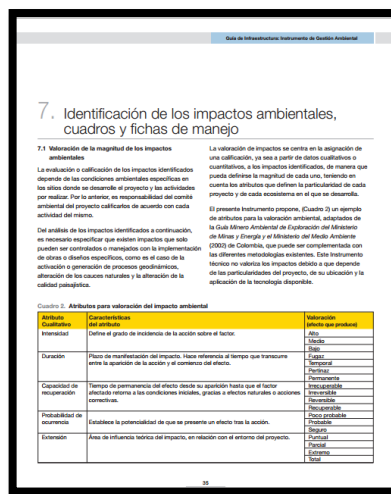 Guía de Infraestructura: Instrumento de Gestión Ambiental
7. Identificación de los impactos ambientales,
cuadros y fichas de manejo
7.1 Valoración de la magnitud de los impactos
ambientales
La evaluación o calificación de los impactos identificados
depende de las condiciones ambientales específicas en
los sitios donde se desarrolle el proyecto y las actividades
por realizar. Por lo anterior, es responsabilidad del comité
ambiental del proyecto calificarlos de acuerdo con cada
actividad del mismo.
Del análisis de los impactos identificados a continuación,
es necesario especificar que existen impactos que solo
pueden ser controlados o manejados con la implementación
de obras o diseños específicos, como es el caso de la
activación o generación de procesos geodinámicos,
alteración de los cauces naturales y la alteración de la
calidad paisajística.
La valoración de impactos se centra en la asignación de
una calificación, ya sea a partir de datos cualitativos o
cuantitativos, a los impactos identificados, de manera que
pueda definirse la magnitud de cada uno, teniendo en
cuenta los atributos que definen la particularidad de cada
proyecto y de cada ecosistema en el que se desarrolla.
El presente Instrumento propone, (Cuadro 2) un ejemplo
de atributos para la valoración ambiental, adaptados de
la Guía Minero Ambiental de Exploración del Ministerio
de Minas y Energía y el Ministerio del Medio Ambiente
(2002) de Colombia, que puede ser complementada con
las diferentes metodologías existentes. Este Instrumento
técnico no valoriza los impactos debido a que depende
de las particularidades del proyecto, de su ubicación y la
aplicación de la tecnología disponible.
Cuadro 2. Atributos para valoración del impacto ambiental
Atributo Características Valoración
Cualitativo del atributo (efecto que produce)
Intensidad Define el grado de incidencia de la acción sobre el factor. Alto
Medio
Bajo
Duración Plazo de manifestación del impacto. Hace referencia al tiempo que transcurre Fugaz
entre la aparición de la acción y el comienzo del efecto. Temporal
Pertinaz
Permanente
Capacidad de Tiempo de permanencia del efecto desde su aparición hasta que el factor Irrecuperable
recuperación afectado retorna a las condiciones iniciales, gracias a efectos naturales o acciones Irreversible
correctivas. Reversible
Recuperable
Probabilidad de Poco probable
ocurrencia Establece la potencialidad de que se presente un efecto tras la acción. Probable
Seguro
Extensión Área de influencia teórica del impacto, en relación con el entorno del proyecto. Puntual
Parcial
Extremo
Total
35